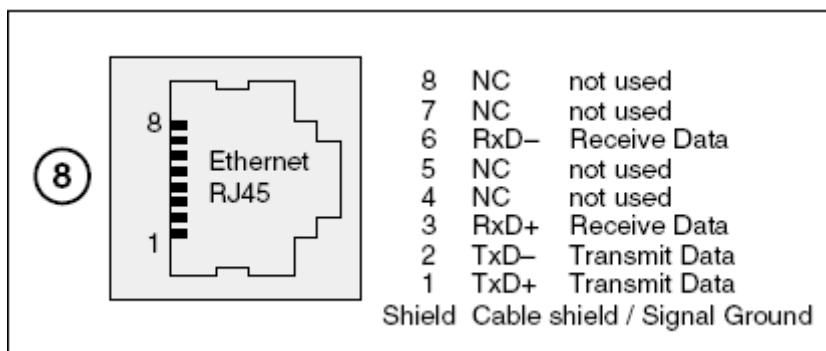 8
8
Ethernet
RJ45
1
8 NC not used
7 NC not used
6 RxD– Receive Data
5 NC not used
4 NC not used
3 RxD+ Receive Data
2 TxD– Transmit Data
1 TxD+ Transmit Data
Shield Cable shield / Signal Ground